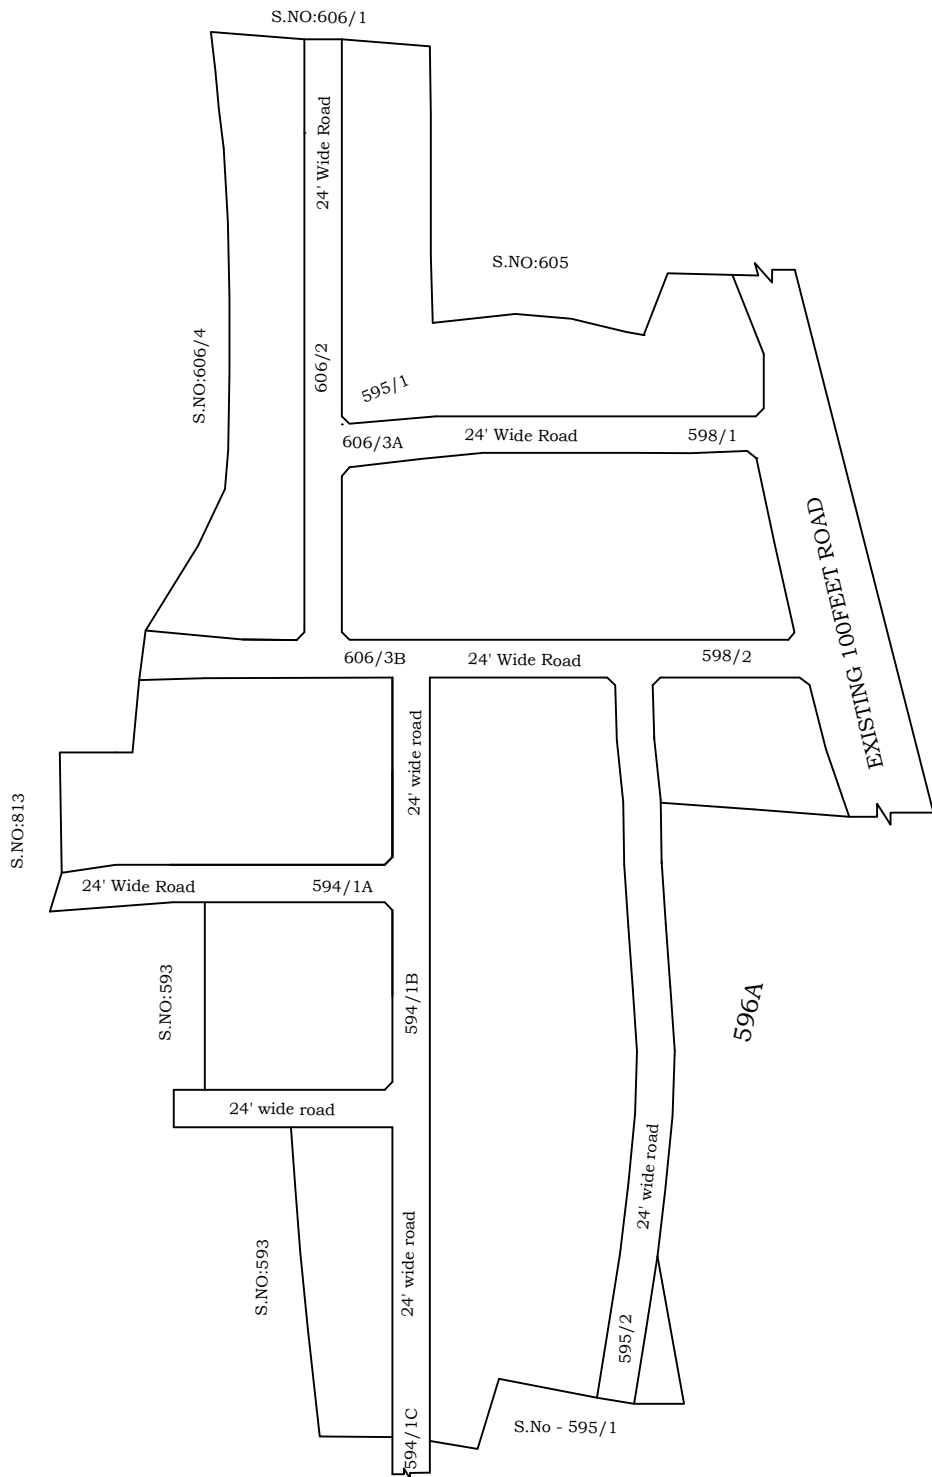 S.NO:606/1
24' Wide Road
S.NO:605
S.NO:606/4
606/2
595/1
606/3A
24' Wide Road
598/1
EXISTING 100FEET ROAD
606/3B
24' Wide Road
598/2
24' wide road
S.NO:813
24' Wide Road
594/1A
S.NO:593
594/1B
596A
24' wide road
24' wide road
S.NO:593
24' wide road
595/2
594/1C
S.No - 595/1